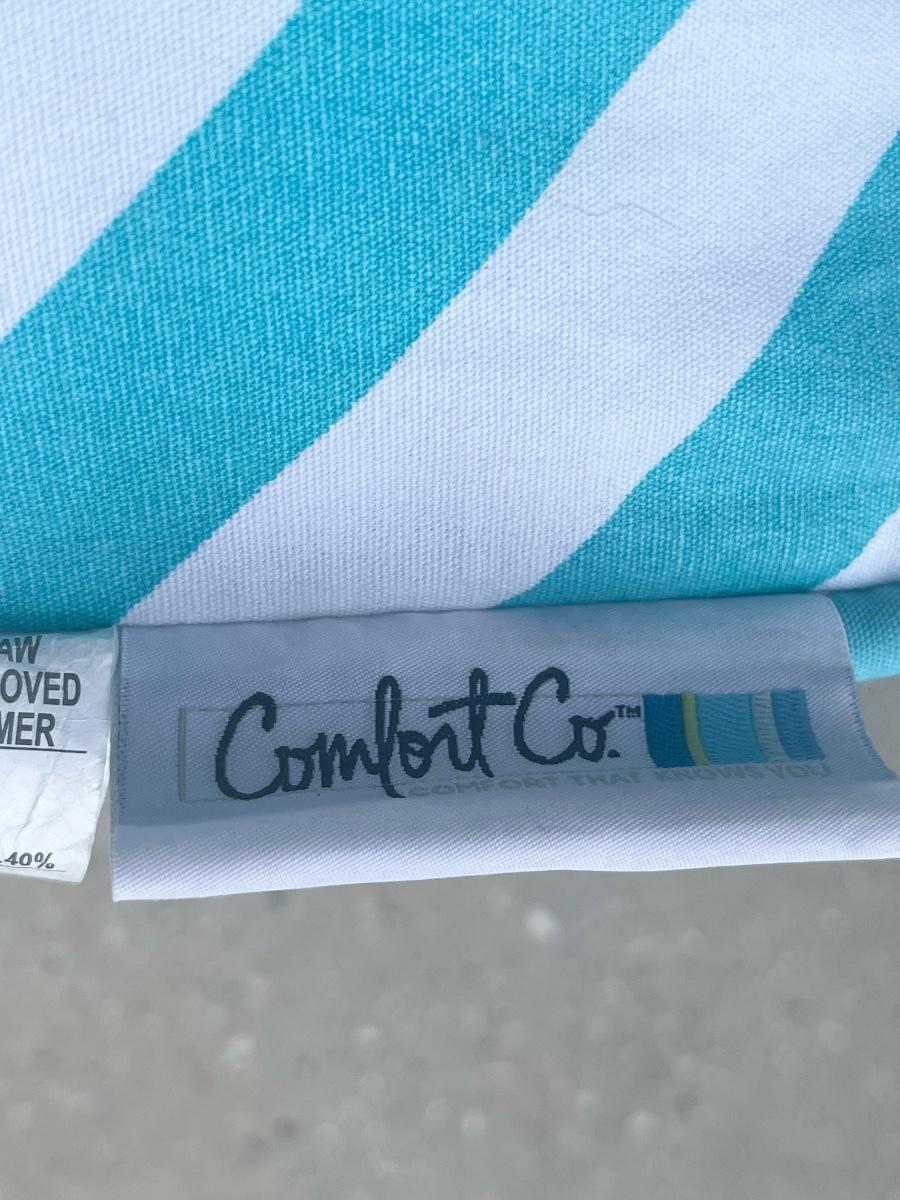 AW
OVED
MER
40%
Comfort Co.™
COMFORT THAT KNOWS YOU